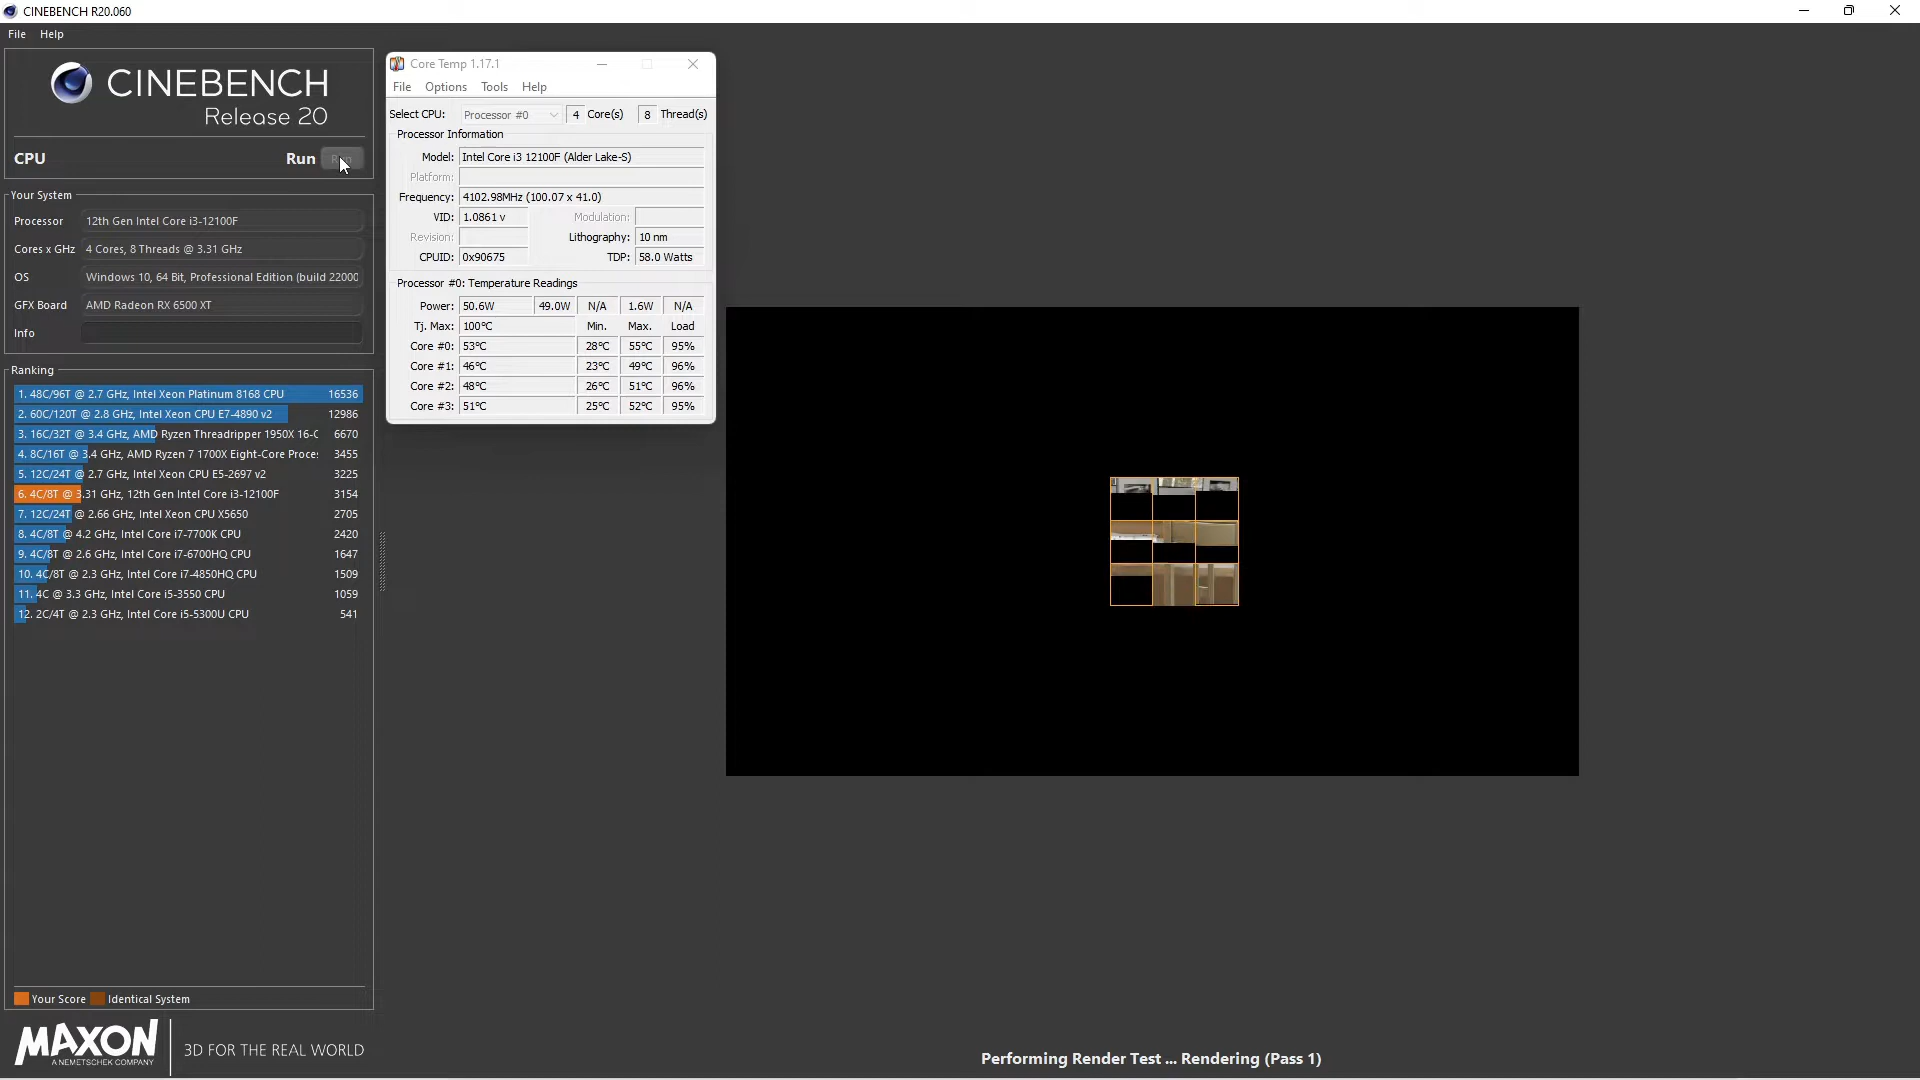 CINEBENCH R20.060
File Help
CINEBENCH
Release 20
CPU Run
Your System
Processor 12th Gen Intel Core i3-12100F
Cores x GHz 4 Cores, 8 Threads @ 3.31 GHz
OS Windows 10, 64 Bit, Professional Edition (build 22000
GFX Board AMD Radeon RX 6500 XT
Info
Ranking
1. 48C/96T @ 2.7 GHz, Intel Xeon Platinum 8168 CPU 16536
2. 60C/120T @ 2.8 GHz, Intel Xeon CPU E7-4890 v2 12986
3. 16C/32T @ 3.4 GHz, AMD Ryzen Threadripper 1950X 16-C 6670
4. 8C/16T @ 3.4 GHz, AMD Ryzen 7 1700X Eight-Core Proces 3455
5. 12C/24T @ 2.7 GHz, Intel Xeon CPU E5-2697 v2 3225
6. 4C/8T @ 3.31 GHz, 12th Gen Intel Core i3-12100F 3154
7. 12C/24T @ 2.66 GHz, Intel Xeon CPU X5650 2705
8. 4C/8T @ 4.2 GHz, Intel Core i7-7700K CPU 2420
9. 4C/8T @ 2.6 GHz, Intel Core i7-6700HQ CPU 1647
10. 4C/8T @ 2.3 GHz, Intel Core i7-4850HQ CPU 1509
11. 4C @ 3.3 GHz, Intel Core i5-3550 CPU 1059
12. 2C/4T @ 2.3 GHz, Intel Core i5-5300U CPU 541
Your Score Identical System
MAXON
A NEMETSCHEK COMPANY
3D FOR THE REAL WORLD
Core Temp 1.17.1
File Options Tools Help
Select CPU: Processor #0 4 Core(s) 8 Thread(s)
Processor Information
Model: Intel Core i3 12100F (Alder Lake-S)
Platform:
Frequency: 4102.98MHz (100.07 x 41.0)
VID: 1.0861 v Modulation:
Revision: Lithography: 10 nm
CPUID: 0x90675 TDP: 58.0 Watts
Processor #0: Temperature Readings
Power: 50.6W 49.0W N/A 1.6W N/A
Tj. Max: 100°C Min. Max. Load
Core #0: 53°C 28°C 55°C 95%
Core #1: 46°C 23°C 49°C 96%
Core #2: 48°C 26°C 51°C 96%
Core #3: 51°C 25°C 52°C 95%
Performing Render Test ... Rendering (Pass 1)